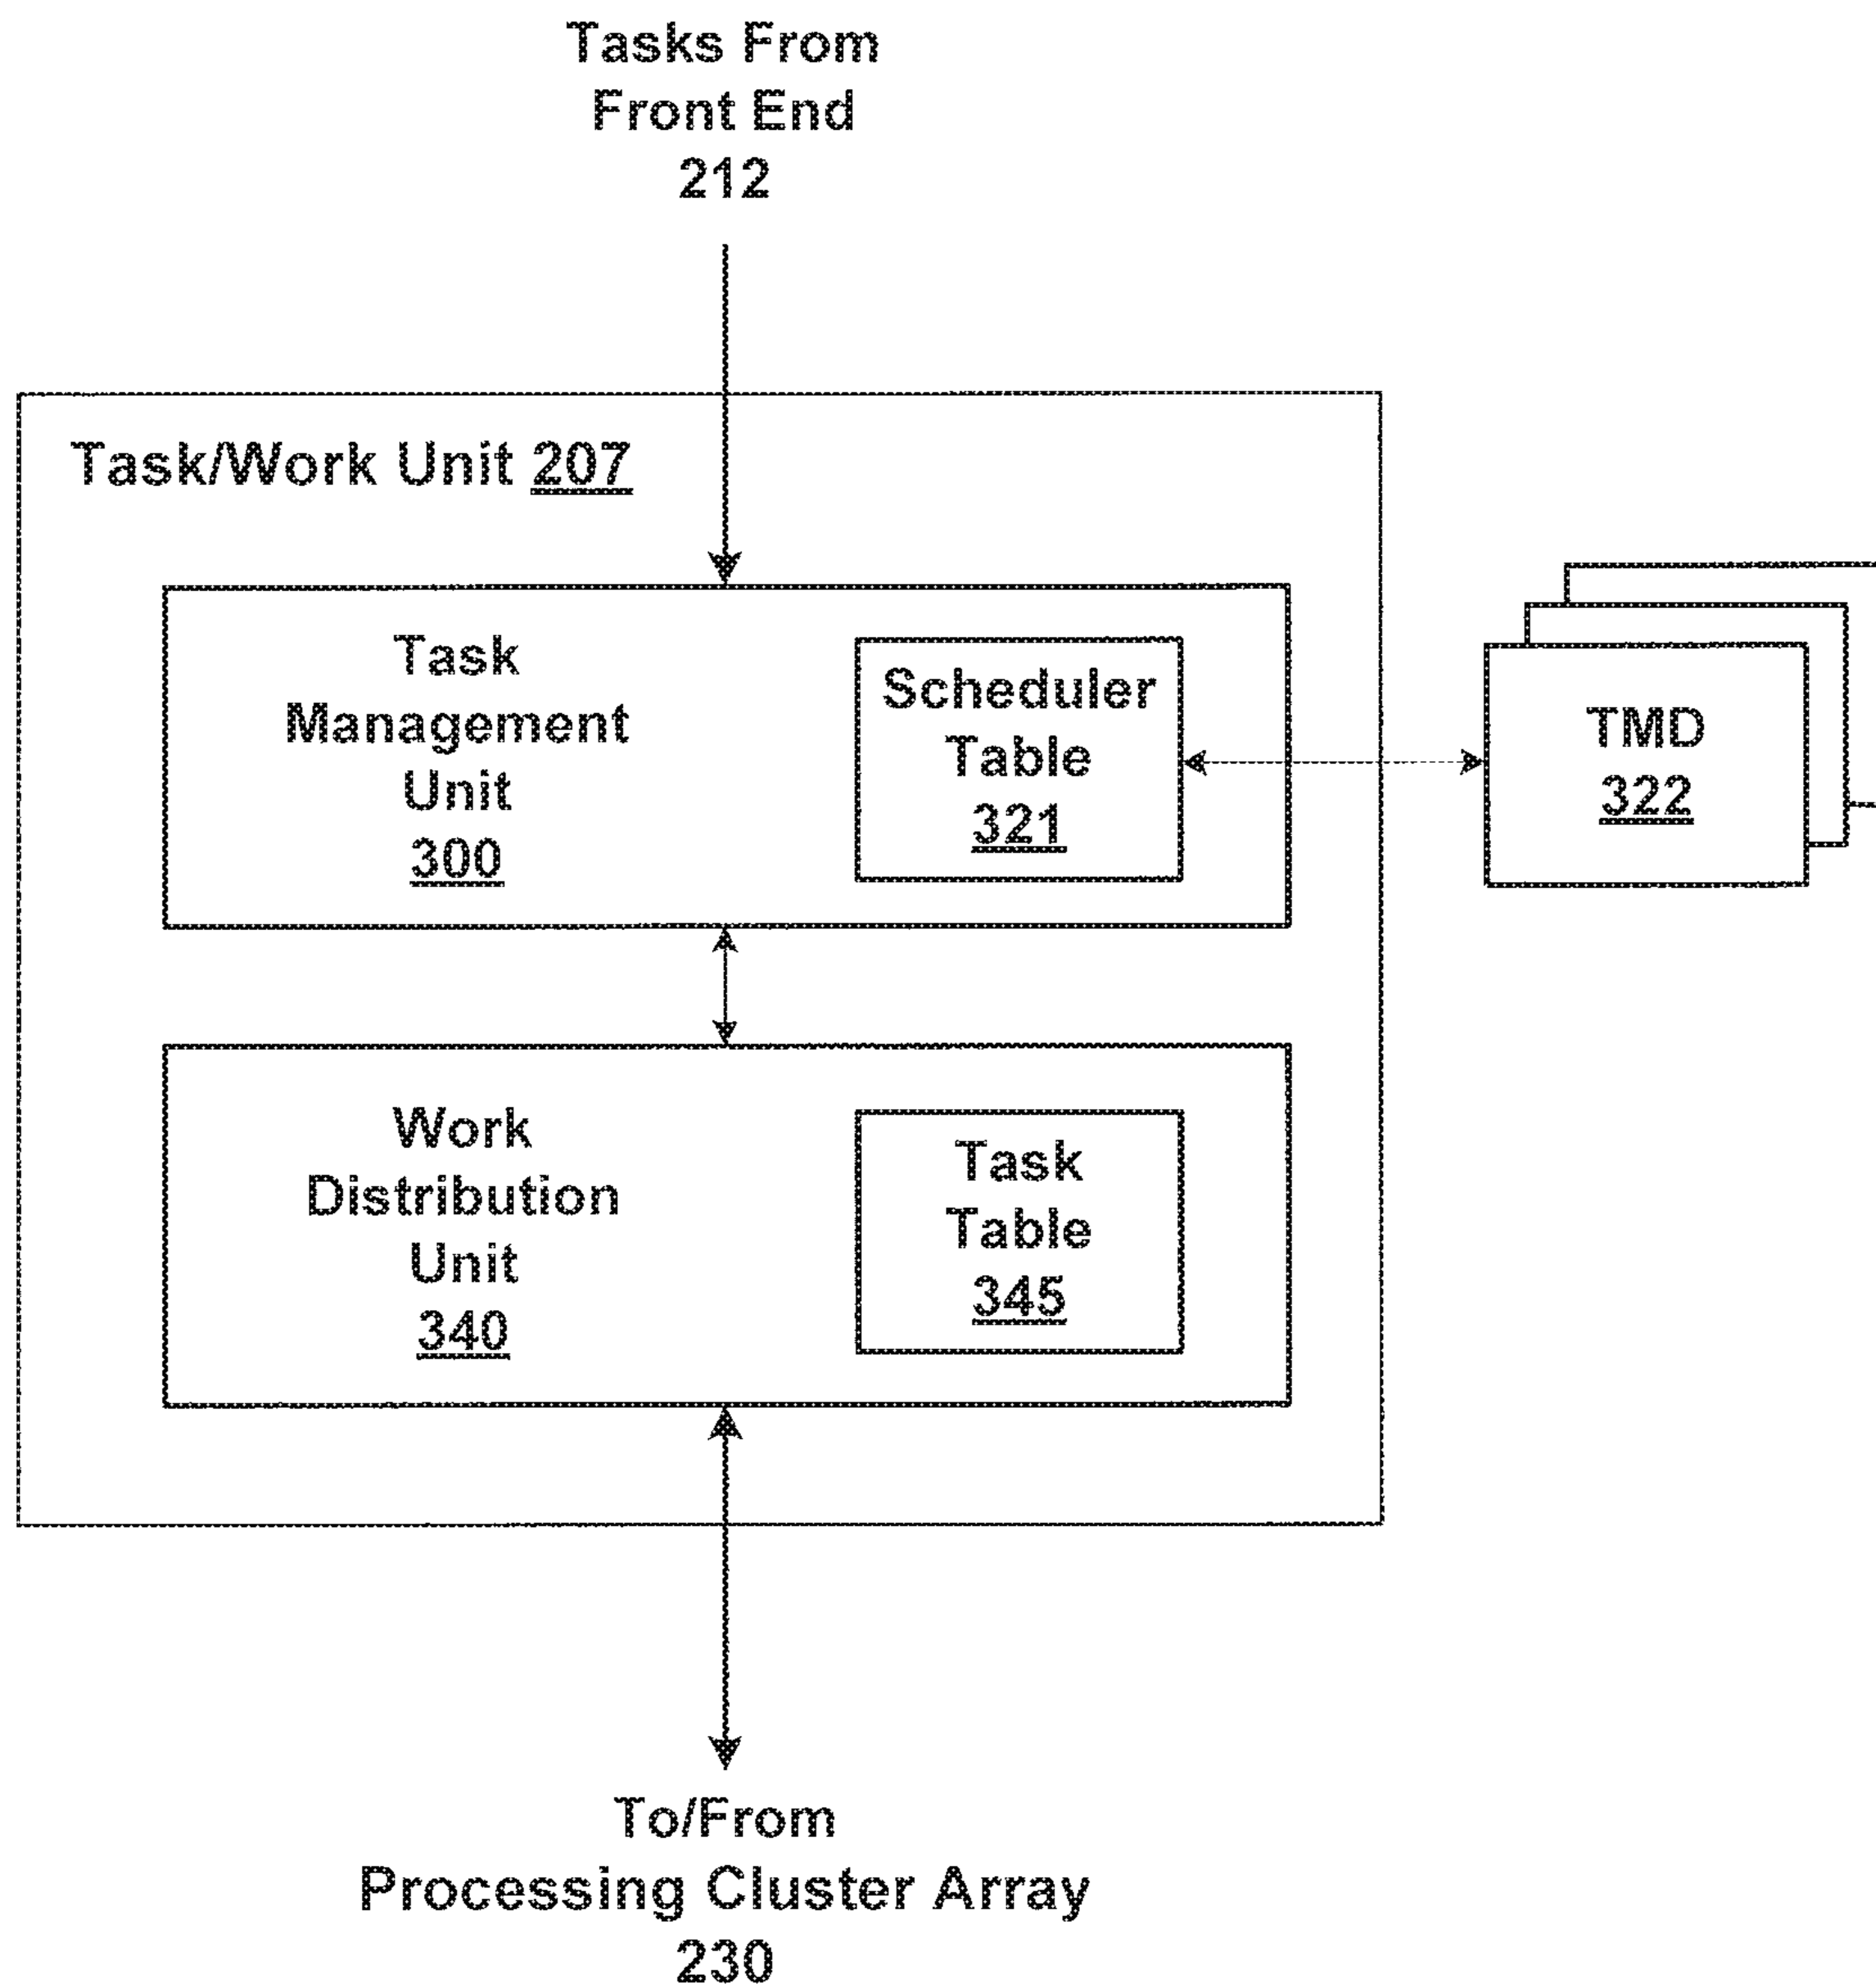 Tasks From
Front End
212
Task/Work Unit 207
Task
Management
Unit
300
Scheduler
Table
321
TMD
322
Work
Distribution
Unit
340
Task
Table
345
To/From
Processing Cluster Array
230